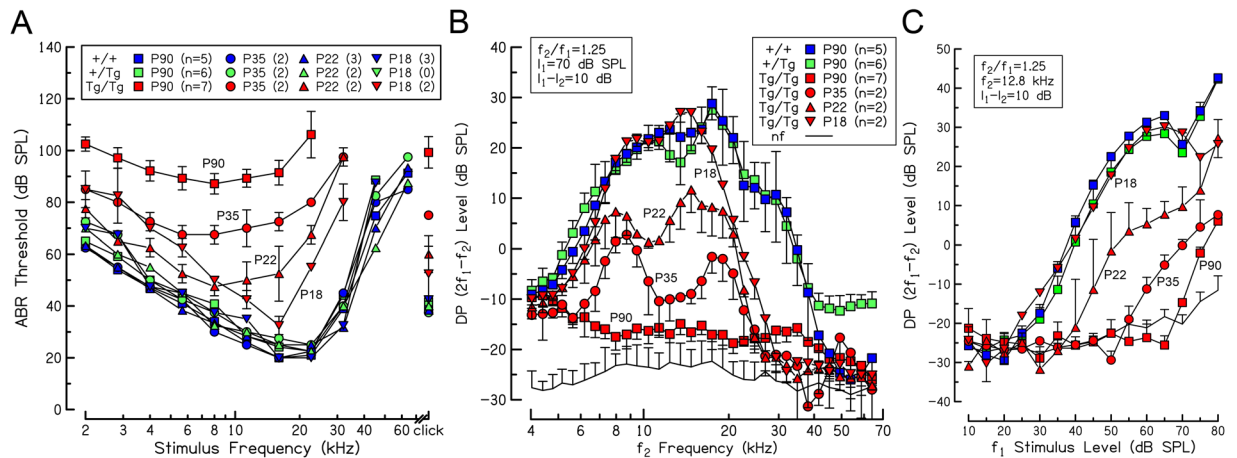 A
ABR Threshold (dB SPL)
140
120
100
80
60
40
20
0
+/+ P90 (n=5) P35 (2) P22 (3) P18 (3)
+/Tg P90 (n=6) P35 (2) P22 (2) P18 (0)
Tg/Tg P90 (n=7) P35 (2) P22 (2) P18 (2)
P90
P35
P22
P18
2 3 4 6 8 10 20 30 40 60 click
Stimulus Frequency (kHz)
B
DP (2f1-f2) Level (dB SPL)
40
30
20
10
0
-10
-20
-30
f2/f1=1.25
l1=70 dB SPL
l1-l2=10 dB
+/+ P90 (n=5)
+/Tg P90 (n=6)
Tg/Tg P90 (n=7)
Tg/Tg P35 (n=2)
Tg/Tg P22 (n=2)
Tg/Tg P18 (n=2)
nf
P18
P22
P35
P90
4 5 6 8 10 20 30 40 50 70
f2 Frequency (kHz)
C
DP (2f1-f2) Level (dB SPL)
50
40
30
20
10
0
-10
-20
-30
-40
f2/f1=1.25
f2=12.8 kHz
l1-l2=10 dB
P18
P22
P35
P90
10 20 30 40 50 60 70 80
f1 Stimulus Level (dB SPL)